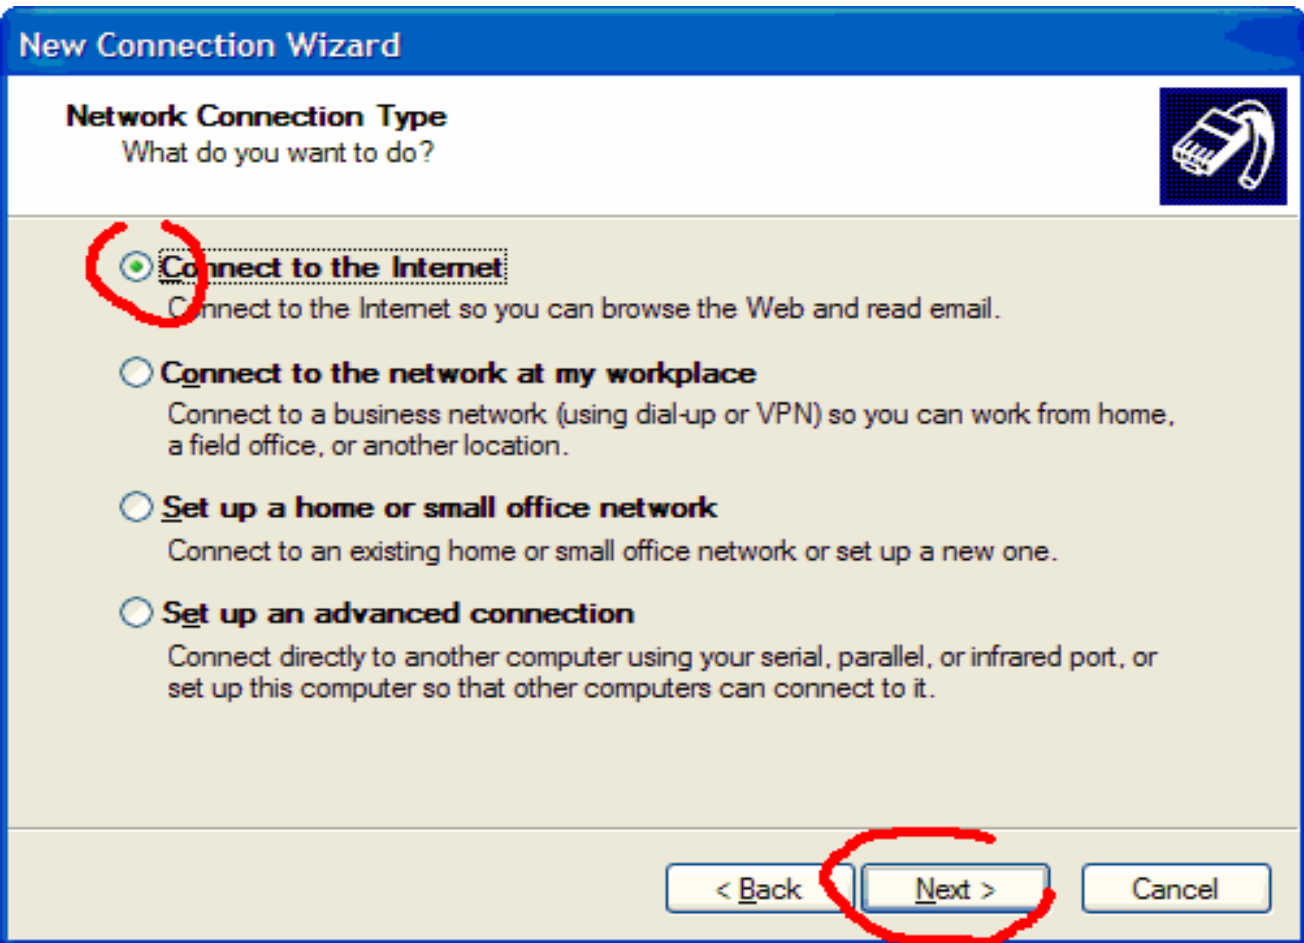 New Connection Wizard
Network Connection Type
What do you want to do?
Connect to the Internet
Connect to the Internet so you can browse the Web and read email.
Connect to the network at my workplace
Connect to a business network (using dial-up or VPN) so you can work from home,
a field office, or another location.
Set up a home or small office network
Connect to an existing home or small office network or set up a new one.
Set up an advanced connection
Connect directly to another computer using your serial, parallel, or infrared port, or
set up this computer so that other computers can connect to it.
< Back Next > Cancel